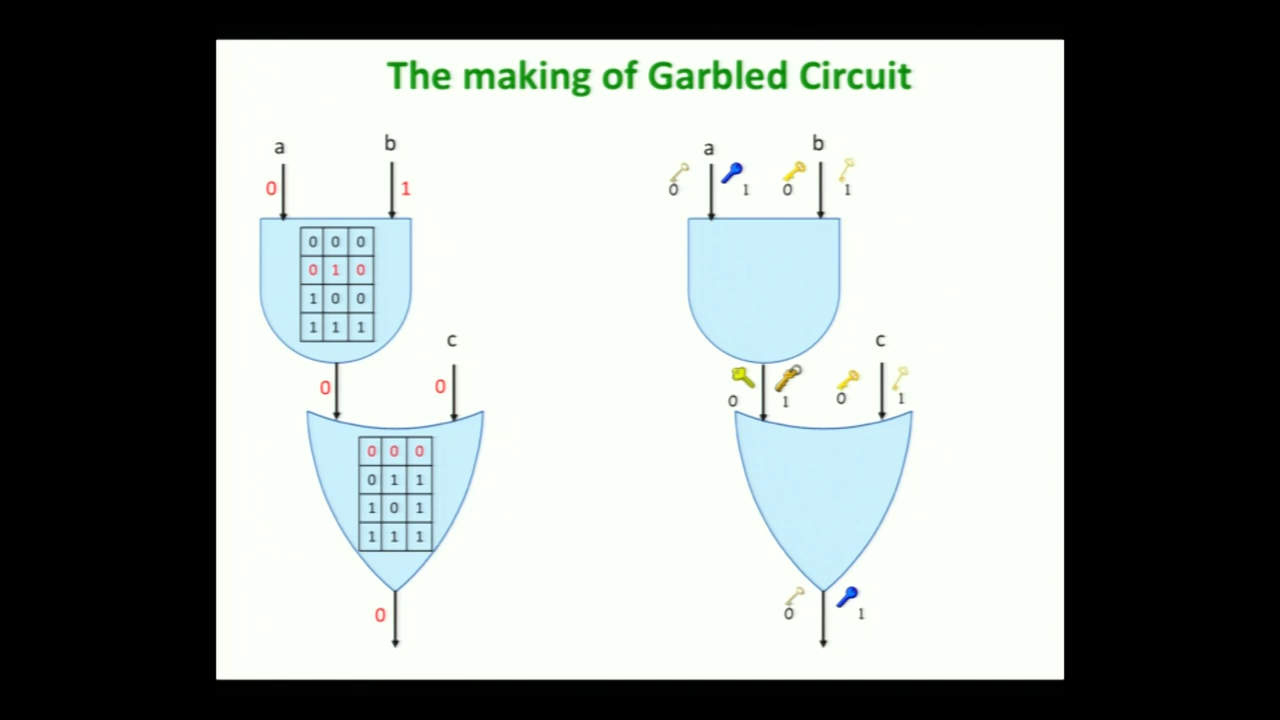 The making of Garbled Circuit
a b
0 1
0 0 0
0 1 0
1 0 0
1 1 1
c
0 0
0 0 0
0 1 1
1 0 1
1 1 1
0
a b
0 1 0 1
c
0 1 0 1
0 1